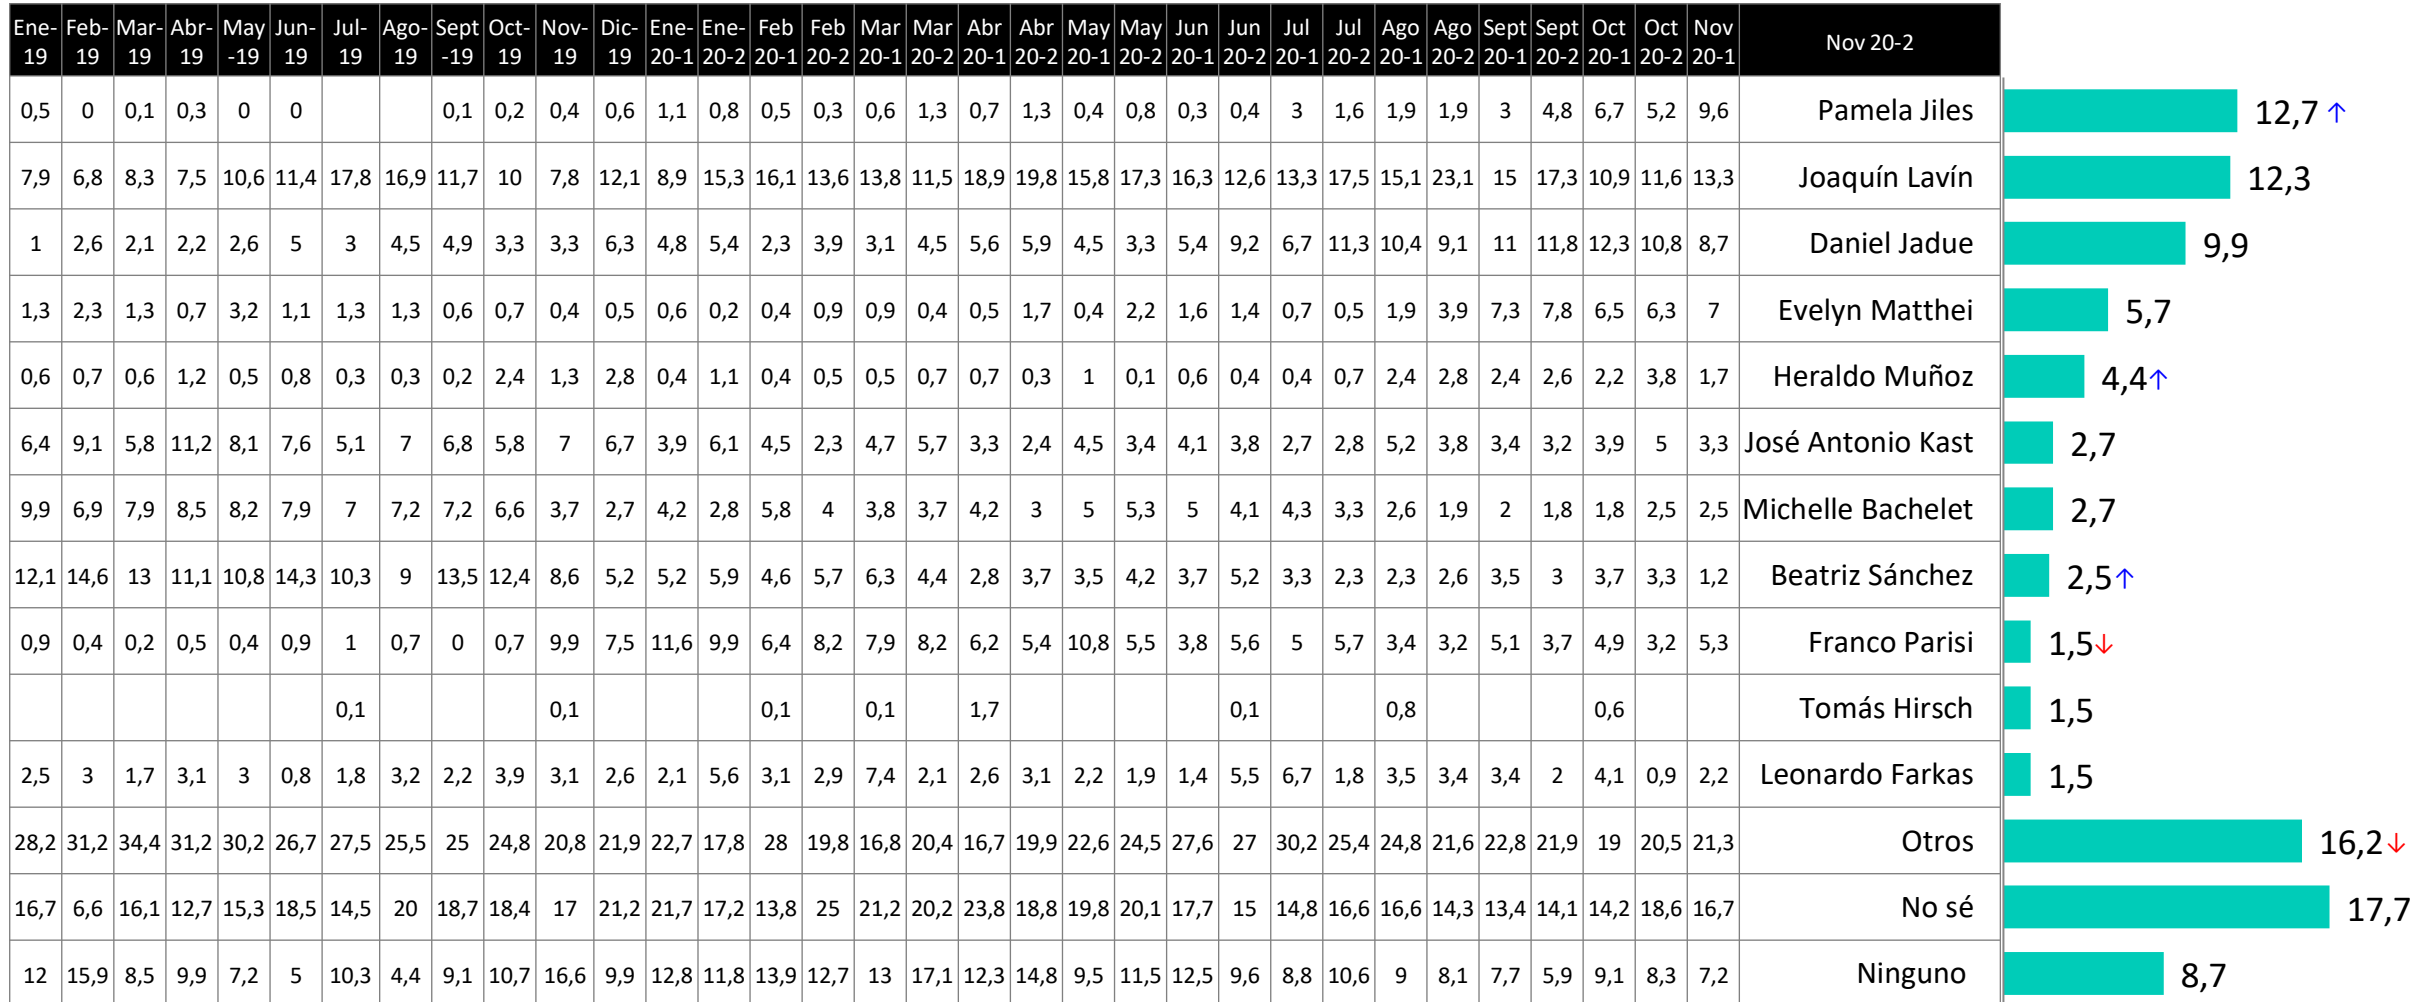 Ene-19 Feb-19 Mar-19 Abr-19 May-19 Jun-19 Jul-19 Ago-19 Sept-19 Oct-19 Nov-19 Dic-19 Ene-20-1 Ene-20-2 Feb 20-1 Feb 20-2 Mar 20-1 Mar 20-2 Abr 20-1 Abr 20-2 May 20-1 May 20-2 Jun 20-1 Jun 20-2 Jul 20-1 Jul 20-2 Ago 20-1 Ago 20-2 Sept 20-1 Sept 20-2 Oct 20-1 Oct 20-2 Nov 20-1 Nov 20-2
0,5 0 0,1 0,3 0 0 0,1 0,2 0,4 0,6 1,1 0,8 0,5 0,3 0,6 1,3 0,7 1,3 0,4 0,8 0,3 0,4 3 1,6 1,9 1,9 3 4,8 6,7 5,2 9,6 Pamela Jiles 12,7 ↑
7,9 6,8 8,3 7,5 10,6 11,4 17,8 16,9 11,7 10 7,8 12,1 8,9 15,3 16,1 13,6 13,8 11,5 18,9 19,8 15,8 17,3 16,3 12,6 13,3 17,5 15,1 23,1 15 17,3 10,9 11,6 13,3 Joaquín Lavín 12,3
1 2,6 2,1 2,2 2,6 5 3 4,5 4,9 3,3 3,3 6,3 4,8 5,4 2,3 3,9 3,1 4,5 5,6 5,9 4,5 3,3 5,4 9,2 6,7 11,3 10,4 9,1 11 11,8 12,3 10,8 8,7 Daniel Jadue 9,9
1,3 2,3 1,3 0,7 3,2 1,1 1,3 1,3 0,6 0,7 0,4 0,5 0,6 0,2 0,4 0,9 0,9 0,4 0,5 1,7 0,4 2,2 1,6 1,4 0,7 0,5 1,9 3,9 7,3 7,8 6,5 6,3 7 Evelyn Matthei 5,7
0,6 0,7 0,6 1,2 0,5 0,8 0,3 0,3 0,2 2,4 1,3 2,8 0,4 1,1 0,4 0,5 0,5 0,7 0,7 0,3 1 0,1 0,6 0,4 0,4 0,7 2,4 2,8 2,4 2,6 2,2 3,8 1,7 Heraldo Muñoz 4,4↑
6,4 9,1 5,8 11,2 8,1 7,6 5,1 7 6,8 5,8 7 6,7 3,9 6,1 4,5 2,3 4,7 5,7 3,3 2,4 4,5 3,4 4,1 3,8 2,7 2,8 5,2 3,8 3,4 3,2 3,9 5 3,3 José Antonio Kast 2,7
9,9 6,9 7,9 8,5 8,2 7,9 7 7,2 7,2 6,6 3,7 2,7 4,2 2,8 5,8 4 3,8 3,7 4,2 3 5 5,3 5 4,1 4,3 3,3 2,6 1,9 2 1,8 1,8 2,5 2,5 Michelle Bachelet 2,7
12,1 14,6 13 11,1 10,8 14,3 10,3 9 13,5 12,4 8,6 5,2 5,2 5,9 4,6 5,7 6,3 4,4 2,8 3,7 3,5 4,2 3,7 5,2 3,3 2,3 2,3 2,6 3,5 3 3,7 3,3 1,2 Beatriz Sánchez 2,5↑
0,9 0,4 0,2 0,5 0,4 0,9 1 0,7 0 0,7 9,9 7,5 11,6 9,9 6,4 8,2 7,9 8,2 6,2 5,4 10,8 5,5 3,8 5,6 5 5,7 3,4 3,2 5,1 3,7 4,9 3,2 5,3 Franco Parisi 1,5↓
0,1 0,1 0,1 0,1 1,7 0,1 0,8 0,6 Tomás Hirsch 1,5
2,5 3 1,7 3,1 3 0,8 1,8 3,2 2,2 3,9 3,1 2,6 2,1 5,6 3,1 2,9 7,4 2,1 2,6 3,1 2,2 1,9 1,4 5,5 6,7 1,8 3,5 3,4 3,4 2 4,1 0,9 2,2 Leonardo Farkas 1,5
28,2 31,2 34,4 31,2 30,2 26,7 27,5 25,5 25 24,8 20,8 21,9 22,7 17,8 28 19,8 16,8 20,4 16,7 19,9 22,6 24,5 27,6 27 30,2 25,4 24,8 21,6 22,8 21,9 19 20,5 21,3 Otros 16,2↓
16,7 6,6 16,1 12,7 15,3 18,5 14,5 20 18,7 18,4 17 21,2 21,7 17,2 13,8 25 21,2 20,2 23,8 18,8 19,8 20,1 17,7 15 14,8 16,6 16,6 14,3 13,4 14,1 14,2 18,6 16,7 No sé 17,7
12 15,9 8,5 9,9 7,2 5 10,3 4,4 9,1 10,7 16,6 9,9 12,8 11,8 13,9 12,7 13 17,1 12,3 14,8 9,5 11,5 12,5 9,6 8,8 10,6 9 8,1 7,7 5,9 9,1 8,3 7,2 Ninguno 8,7